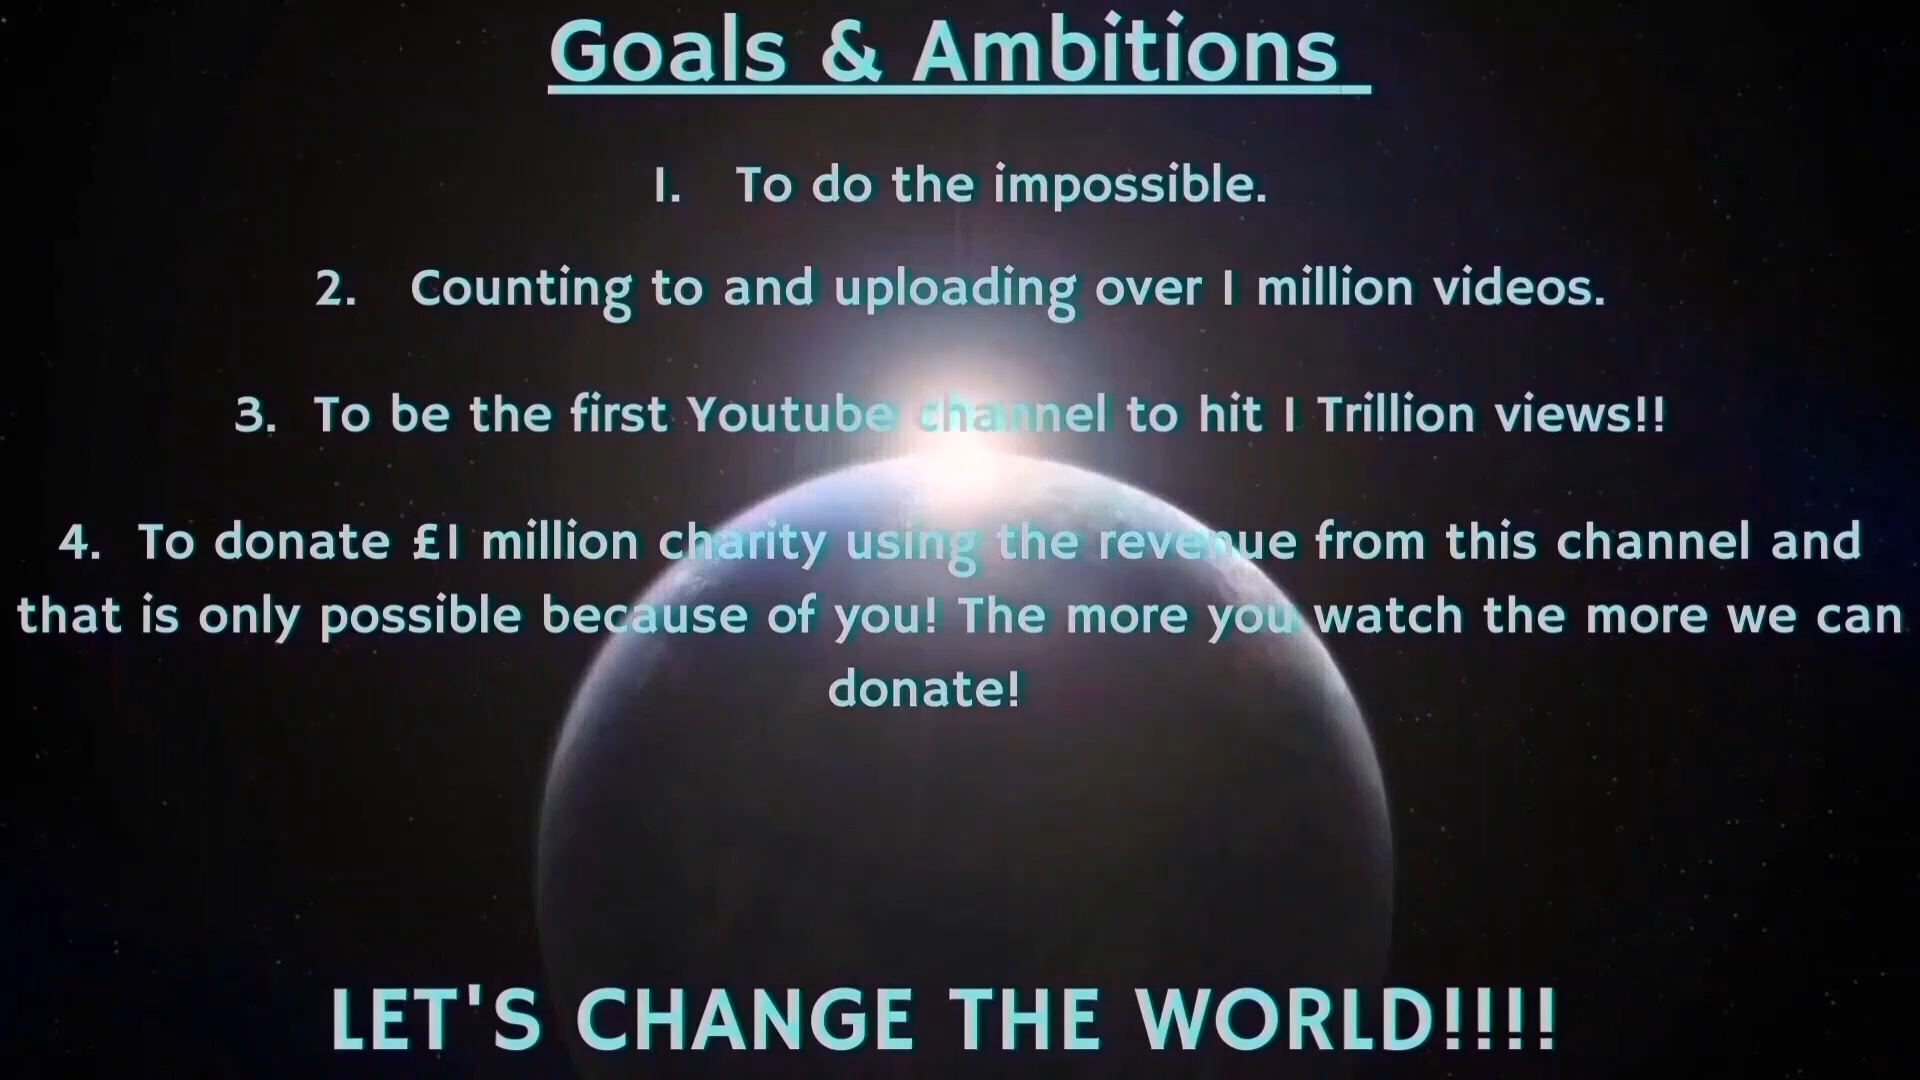 Goals & Ambitions
1. To do the impossible.
2. Counting to and uploading over 1 million videos.
3. To be the first Youtube channel to hit 1 Trillion views!!
4. To donate £1 million charity using the revenue from this channel and
that is only possible because of you! The more you watch the more we can
donate!
LET'S CHANGE THE WORLD!!!!